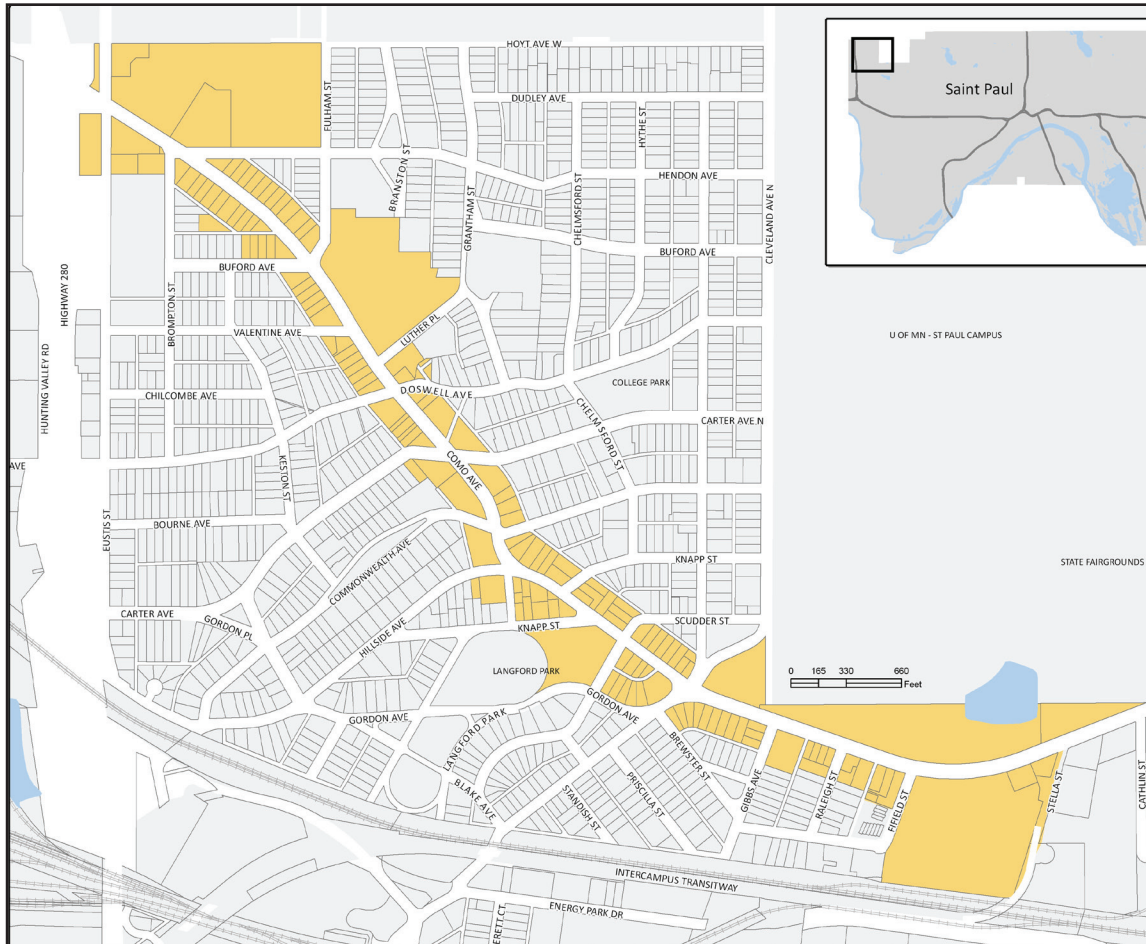 HOYT AVE W
Saint Paul
DUDLEY AVE
FULHAM ST
HYTHE ST
BRANSTON ST
HENDON AVE
GRANTHAM ST
CHELMSFORD ST
CLEVELAND AVE N
BUFORD AVE
BUFORD AVE
HIGHWAY 280
BROMPTON ST
VALENTINE AVE
LUTHER PL
U OF MN - ST PAUL CAMPUS
HUNTING VALLEY RD
COLLEGE PARK
DOSWELL AVE
CHILCOMBE AVE
CHELMSFORD ST
CARTER AVE N
COMO AVE
AVE
KESTON ST
EUSTIS ST
BOURNE AVE
COMMONWEALTH AVE
KNAPP ST
STATE FAIRGROUNDS
CARTER AVE
GORDON PL
HILLSIDE AVE
KNAPP ST
SCUDDER ST
LANGFORD PARK
0 165 330 660
Feet
GORDON AVE
GORDON AVE
LANGFORD PARK
BREWSTER ST
BLAKE AVE
STANDISH ST
PRISCILLA ST
GIBBS AVE
RALEIGH ST
FIFIELD ST
STELLA ST
CATHLIN ST
INTERCAMPUS TRANSITWAY
ENERGY PARK DR
ERETT CT